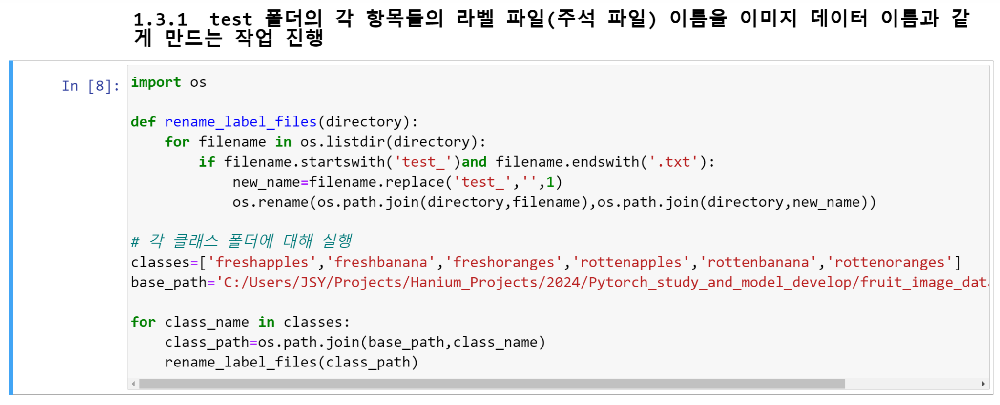 1.3.1 test 폴더의 각 항목들의 라벨 파일(주석 파일) 이름을 이미지 데이터 이름과 같
게 만드는 작업 진행
In [8]:
import os
def rename_label_files(directory):
for filename in os.listdir(directory):
if filename.startswith('test_')and filename.endswith('.txt'):
new_name=filename.replace('test_','',1)
os.rename(os.path.join(directory,filename),os.path.join(directory,new_name))
# 각 클래스 폴더에 대해 실행
classes=['freshapples','freshbanana','freshoranges','rottenapples','rottenbanana','rottenoranges']
base_path='C:/Users/JSY/Projects/Hanium_Projects/2024/Pytorch_study_and_model_develop/fruit_image_dat
for class_name in classes:
class_path=os.path.join(base_path,class_name)
rename_label_files(class_path)